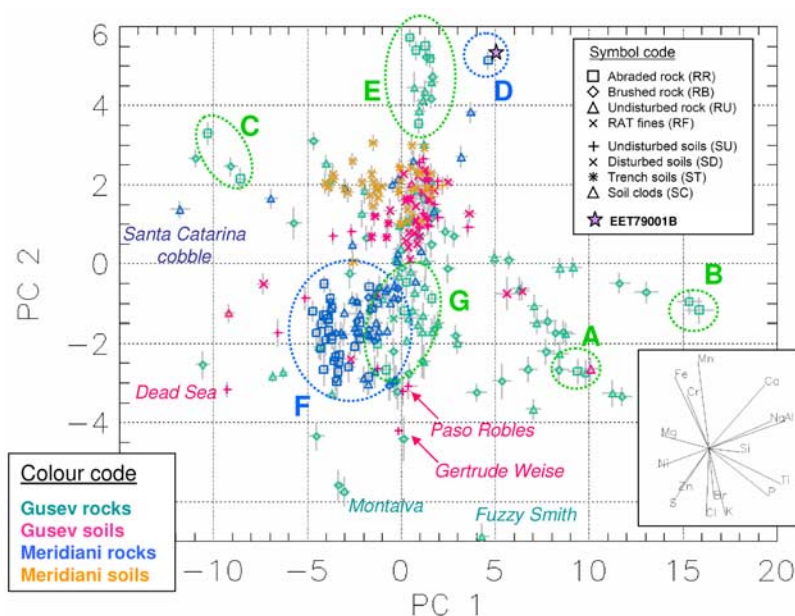 6
4
2
0
−2
−4
PC 2
−10
−5
0
5
10
15
20
PC 1
C
E
D
B
A
G
F
Santa Catarina
cobble
Dead Sea
Paso Robles
Gertrude Weise
Montalva
Fuzzy Smith
Symbol code
Abraded rock (RR)
Brushed rock (RB)
Undisturbed rock (RU)
RAT fines (RF)
Undisturbed soils (SU)
Disturbed soils (SD)
Trench soils (ST)
Soil clods (SC)
EET79001B
Colour code
Gusev rocks
Gusev soils
Meridiani rocks
Meridiani soils
Mn
Fe
Cr
Ca
Mg
Na
Al
Si
Ni
Ti
Zn
Br
P
S
Cl
K